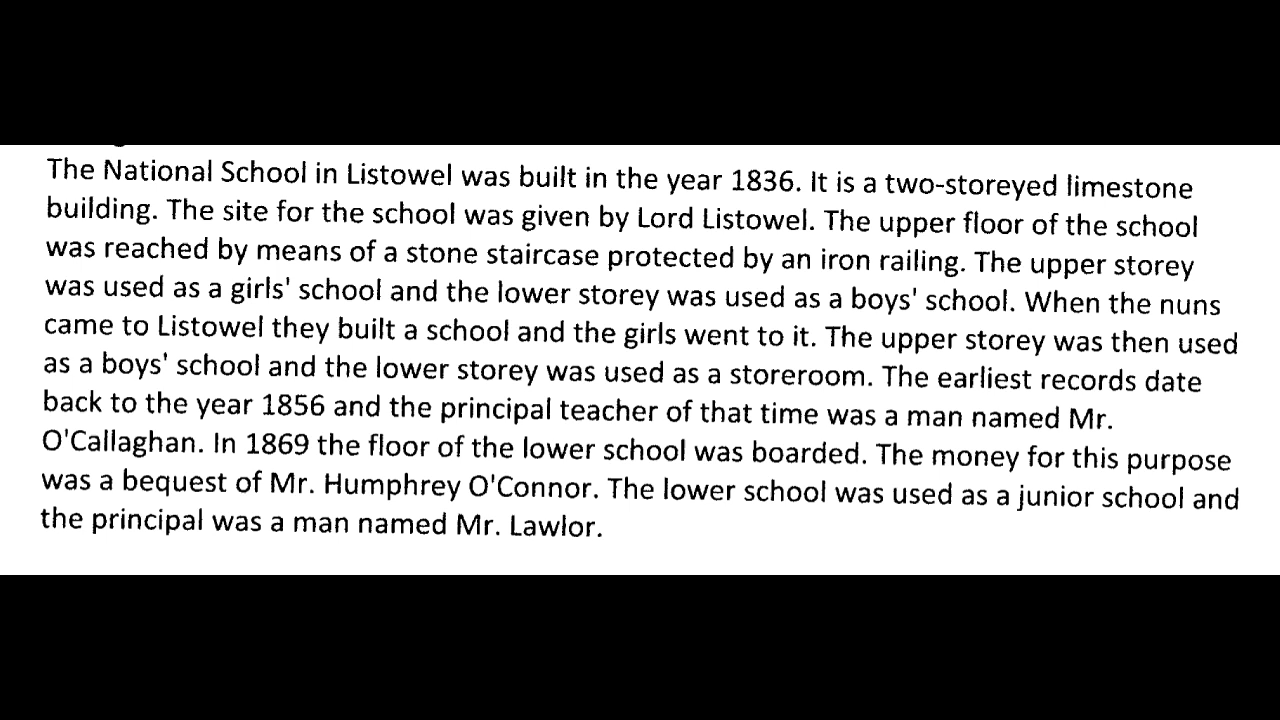 The National School in Listowel was built in the year 1836. It is a two-storeyed limestone
building. The site for the school was given by Lord Listowel. The upper floor of the school
was reached by means of a stone staircase protected by an iron railing. The upper storey
was used as a girls' school and the lower storey was used as a boys' school. When the nuns
came to Listowel they built a school and the girls went to it. The upper storey was then used
as a boys' school and the lower storey was used as a storeroom. The earliest records date
back to the year 1856 and the principal teacher of that time was a man named Mr.
O'Callaghan. In 1869 the floor of the lower school was boarded. The money for this purpose
was a bequest of Mr. Humphrey O'Connor. The lower school was used as a junior school and
the principal was a man named Mr. Lawlor.